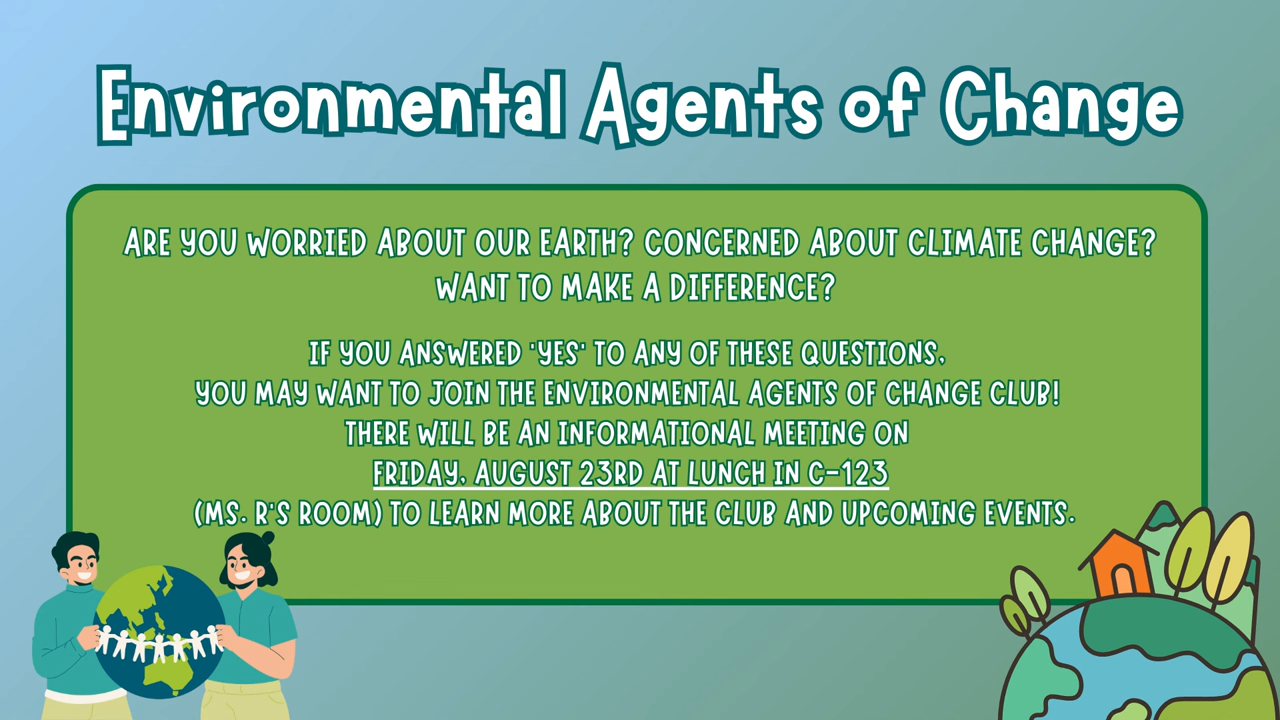 Environmental Agents of Change
ARE YOU WORRIED ABOUT OUR EARTH? CONCERNED ABOUT CLIMATE CHANGE?
WANT TO MAKE A DIFFERENCE?
IF YOU ANSWERED 'YES' TO ANY OF THESE QUESTIONS,
YOU MAY WANT TO JOIN THE ENVIRONMENTAL AGENTS OF CHANGE CLUB!
THERE WILL BE AN INFORMATIONAL MEETING ON
FRIDAY, AUGUST 23RD AT LUNCH IN C-123
(MS. R'S ROOM) TO LEARN MORE ABOUT THE CLUB AND UPCOMING EVENTS.